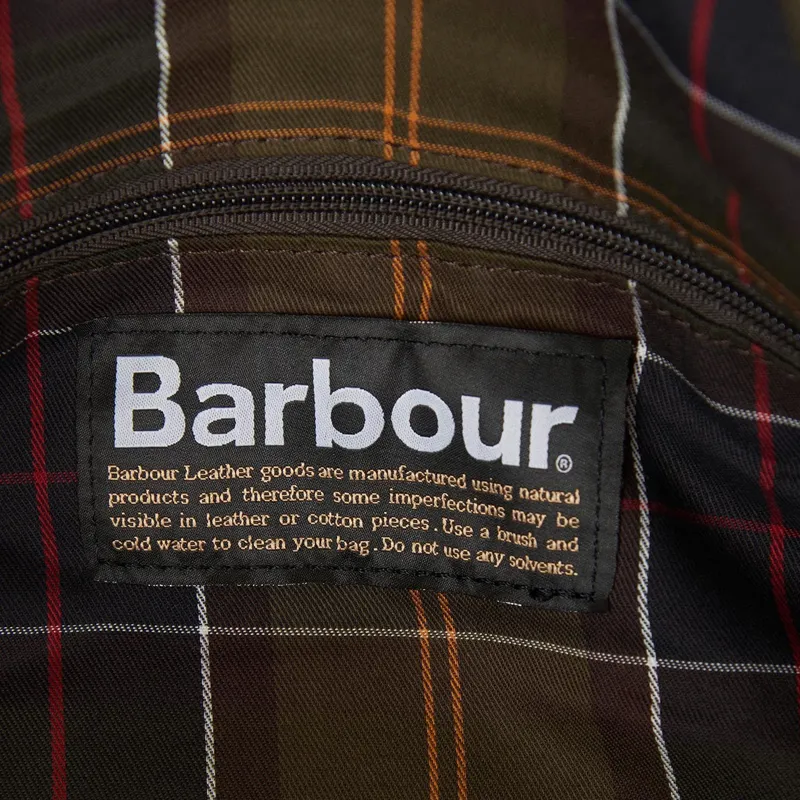 Barbour®
Barbour Leather goods are manufactured using natural
products and therefore some imperfections may be
visible in leather or cotton pieces. Use a brush and
cold water to clean your bag. Do not use any solvents.